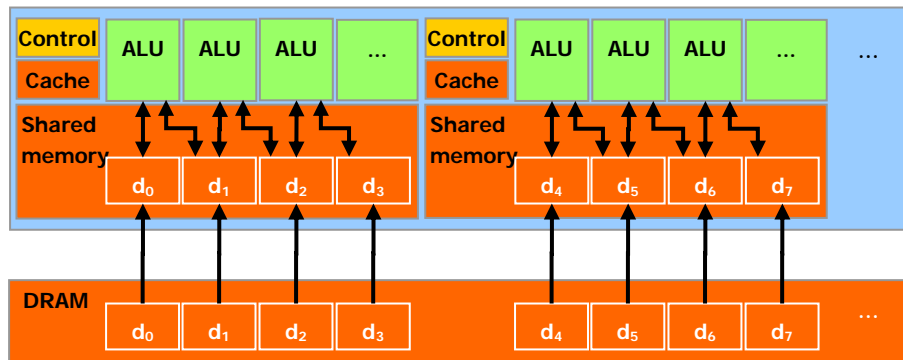 Control ALU ALU ALU ... Control ALU ALU ALU ... ...
Cache Cache
Shared Shared
memory memory
d₀ d₁ d₂ d₃ d₄ d₅ d₆ d₇
DRAM
d₀ d₁ d₂ d₃ d₄ d₅ d₆ d₇ ...